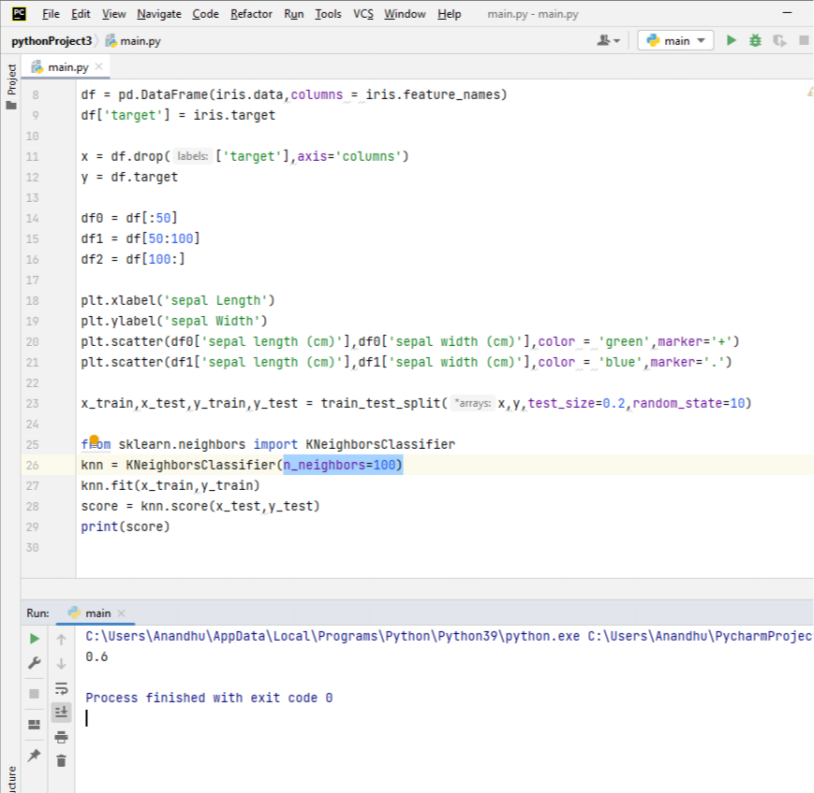 PC File Edit View Navigate Code Refactor Run Tools VCS Window Help main.py - main.py
pythonProject3 main.py main
Project
main.py
8 df = pd.DataFrame(iris.data,columns = iris.feature_names)
9 df['target'] = iris.target
10
11 x = df.drop( labels: ['target'],axis='columns')
12 y = df.target
13
14 df0 = df[:50]
15 df1 = df[50:100]
16 df2 = df[100:]
17
18 plt.xlabel('sepal Length')
19 plt.ylabel('sepal Width')
20 plt.scatter(df0['sepal length (cm)'],df0['sepal width (cm)'],color = 'green',marker='+')
21 plt.scatter(df1['sepal length (cm)'],df1['sepal width (cm)'],color = 'blue',marker='.')
22
23 x_train,x_test,y_train,y_test = train_test_split( *arrays: x,y,test_size=0.2,random_state=10)
24
25 from sklearn.neighbors import KNeighborsClassifier
26 knn = KNeighborsClassifier(n_neighbors=100)
27 knn.fit(x_train,y_train)
28 score = knn.score(x_test,y_test)
29 print(score)
30
Run: main
C:\Users\Anandhu\AppData\Local\Programs\Python\Python39\python.exe C:\Users\Anandhu\PycharmProjec
0.6
Process finished with exit code 0
cture